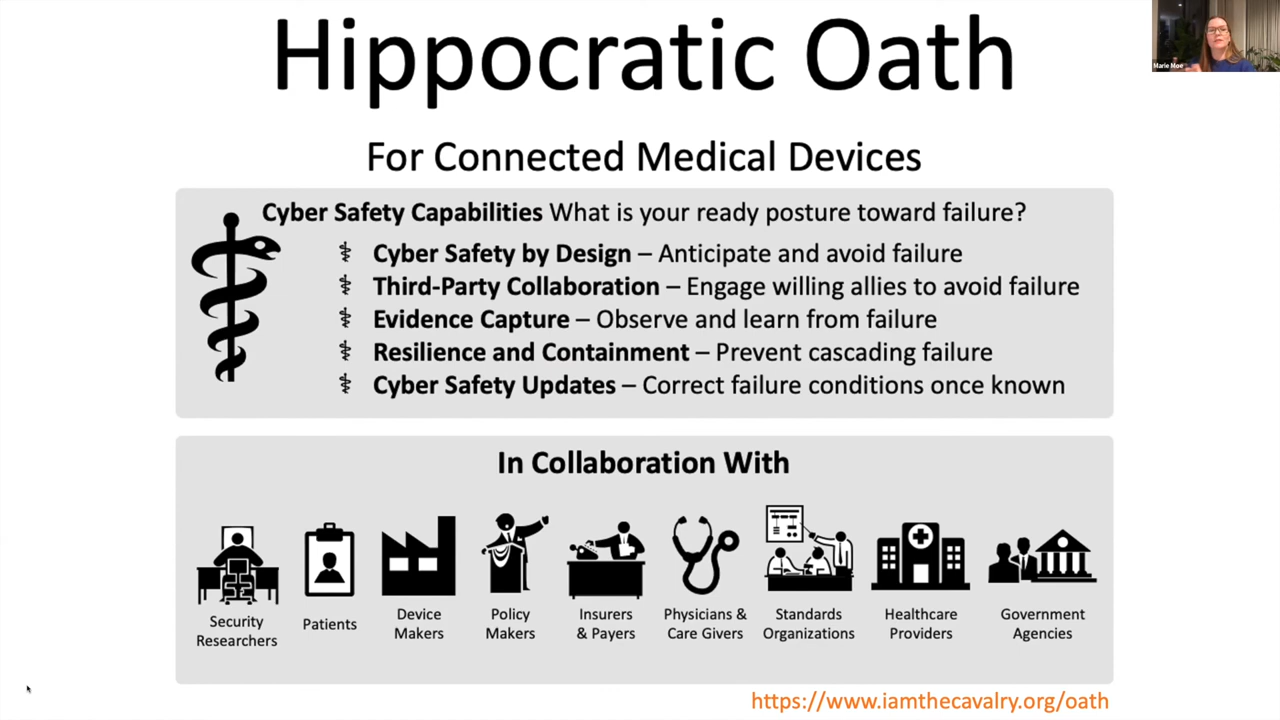 Hippocratic Oath
Marie Moe
For Connected Medical Devices
Cyber Safety Capabilities What is your ready posture toward failure?
Cyber Safety by Design – Anticipate and avoid failure
Third-Party Collaboration – Engage willing allies to avoid failure
Evidence Capture – Observe and learn from failure
Resilience and Containment – Prevent cascading failure
Cyber Safety Updates – Correct failure conditions once known
In Collaboration With
Security
Researchers
Patients
Device
Makers
Policy
Makers
Insurers
& Payers
Physicians &
Care Givers
Standards
Organizations
Healthcare
Providers
Government
Agencies
https://www.iamthecavalry.org/oath